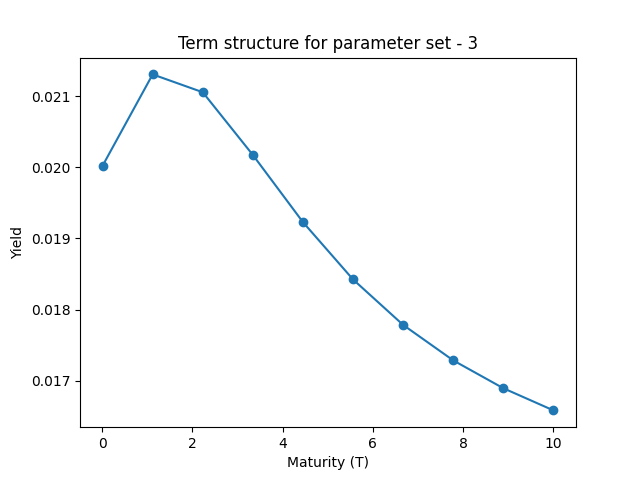 Term structure for parameter set - 3
0.021
0.020
0.019
0.018
0.017
Yield
0 2 4 6 8 10
Maturity (T)